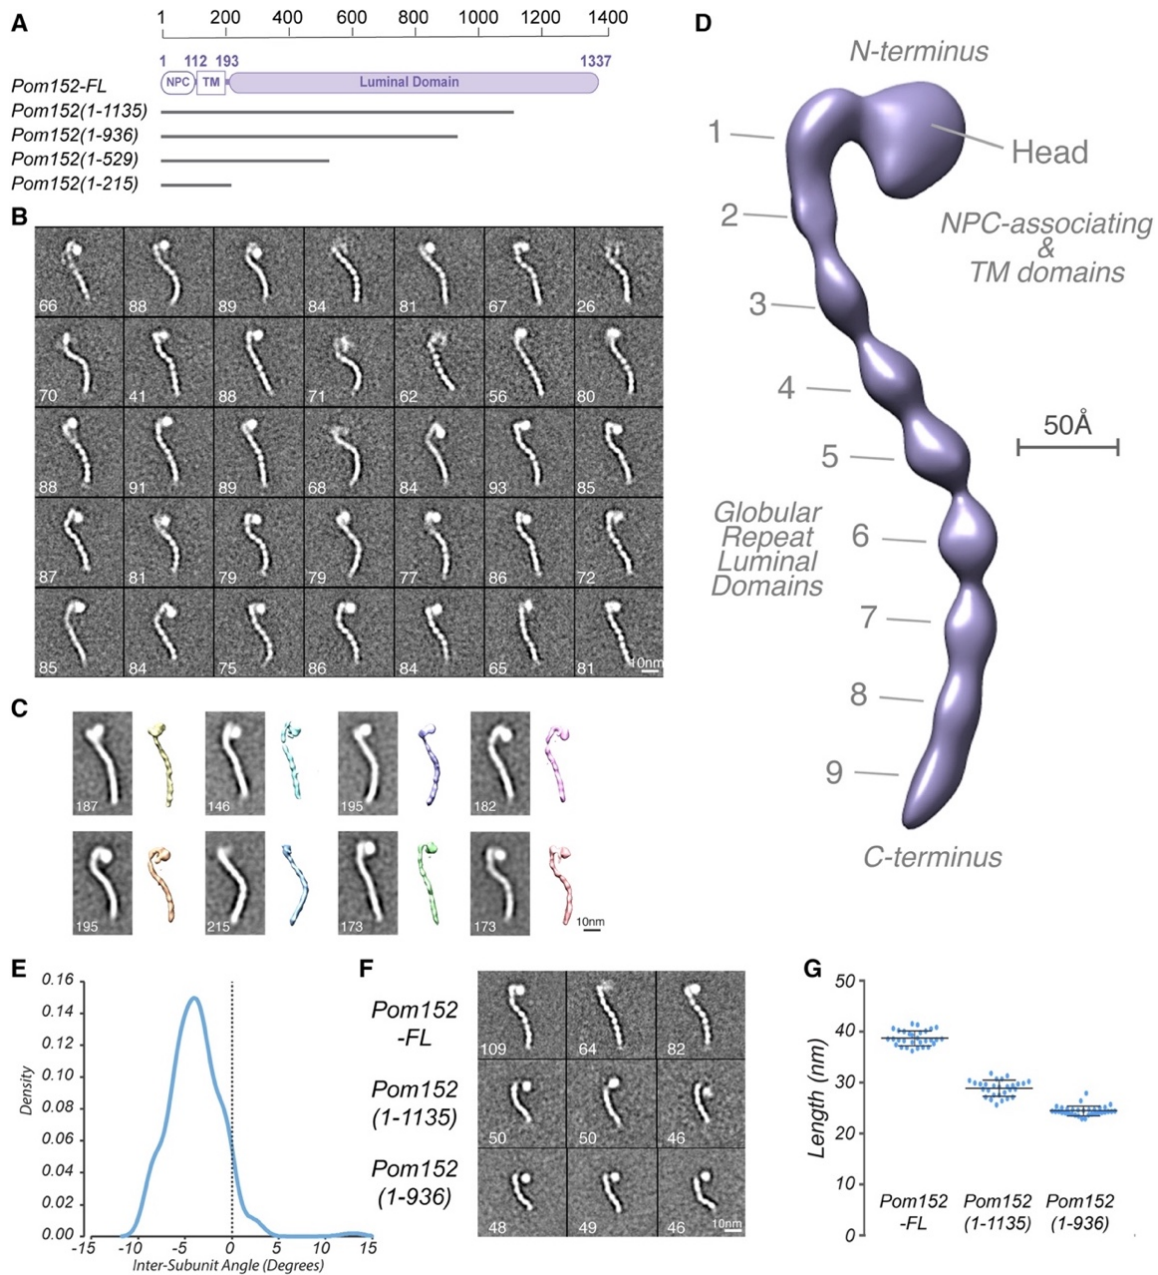 A
1 200 400 600 800 1000 1200 1400
1 112 193 1337
Pom152-FL NPC TM Luminal Domain
Pom152(1-1135)
Pom152(1-936)
Pom152(1-529)
Pom152(1-215)
B
66 88 89 84 81 67 26
70 41 88 71 62 56 80
88 91 89 68 84 93 85
87 81 79 79 77 86 72
85 84 75 86 84 65 81
10nm
C
187 146 195 182
195 215 173 173
10nm
D
N-terminus
1
Head
2
NPC-associating
&
TM domains
3
4
50Å
5
Globular
Repeat
Luminal
Domains
6
7
8
9
C-terminus
E
0.16
0.14
0.12
0.10
0.08
0.06
0.04
0.02
0.00
Density
-15 -10 -5 0 5 10 15
Inter-Subunit Angle (Degrees)
F
Pom152
-FL
109 64 82
Pom152
(1-1135)
50 50 46
Pom152
(1-936)
48 49 46
10nm
G
50
40
30
20
10
0
Length (nm)
Pom152 Pom152 Pom152
-FL (1-1135) (1-936)